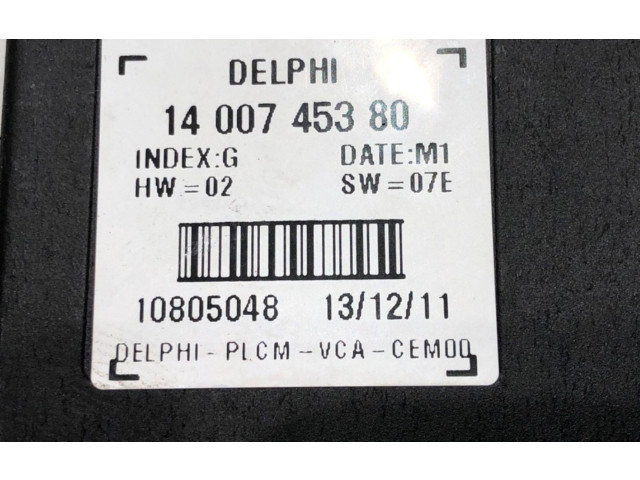 DELPHI
14 007 453 80
INDEX:G DATE:M1
HW=02 SW=07E
10805048 13/12/11
DELPHI-PLCM-VCA-CEM00